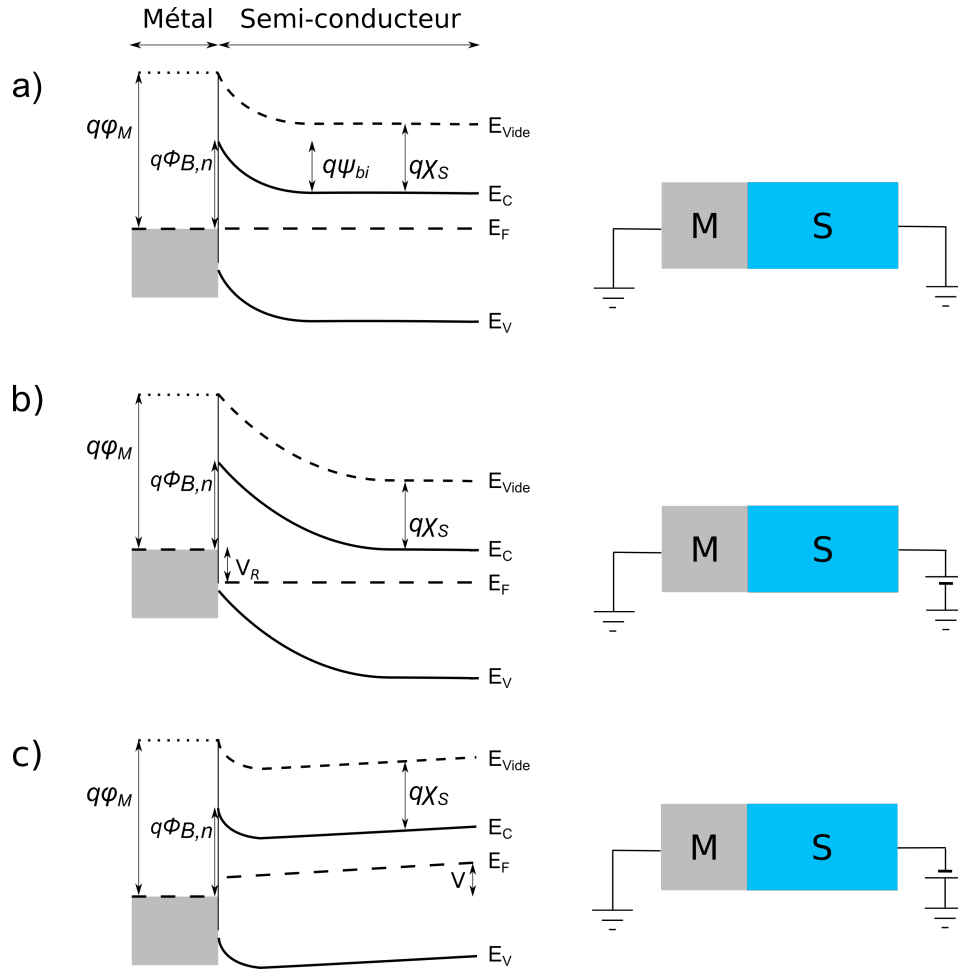 Métal Semi-conducteur
a)
qφM
qΦB,n
qψbi
qχS
EVide
EC
EF
EV
M S
b)
qφM
qΦB,n
VR
qχS
EVide
EC
EF
EV
M S
c)
qφM
qΦB,n
qχS
EVide
EC
EF
V
EV
M S